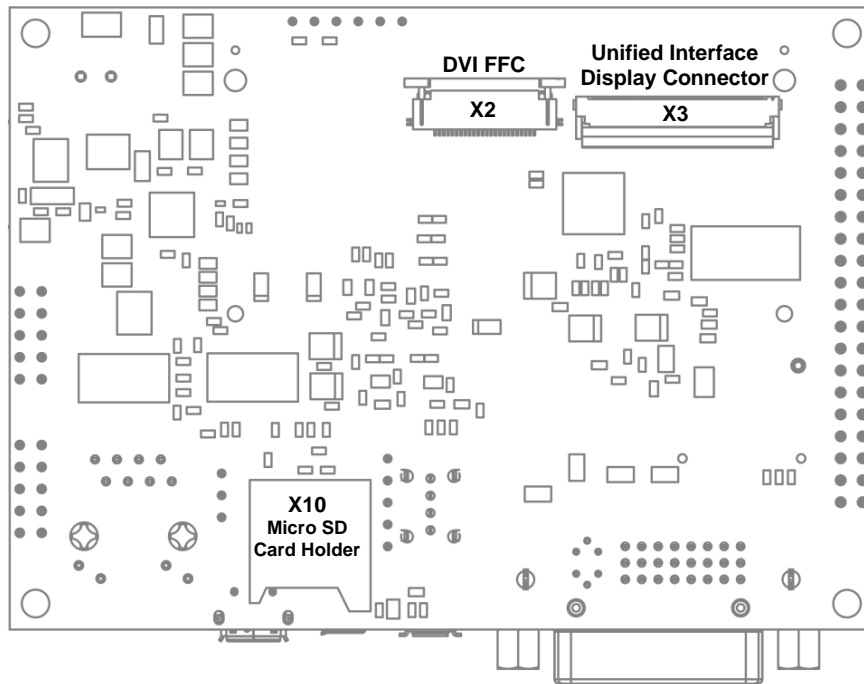 DVI FFC
X2
Unified Interface
Display Connector
X3
X10
Micro SD
Card Holder